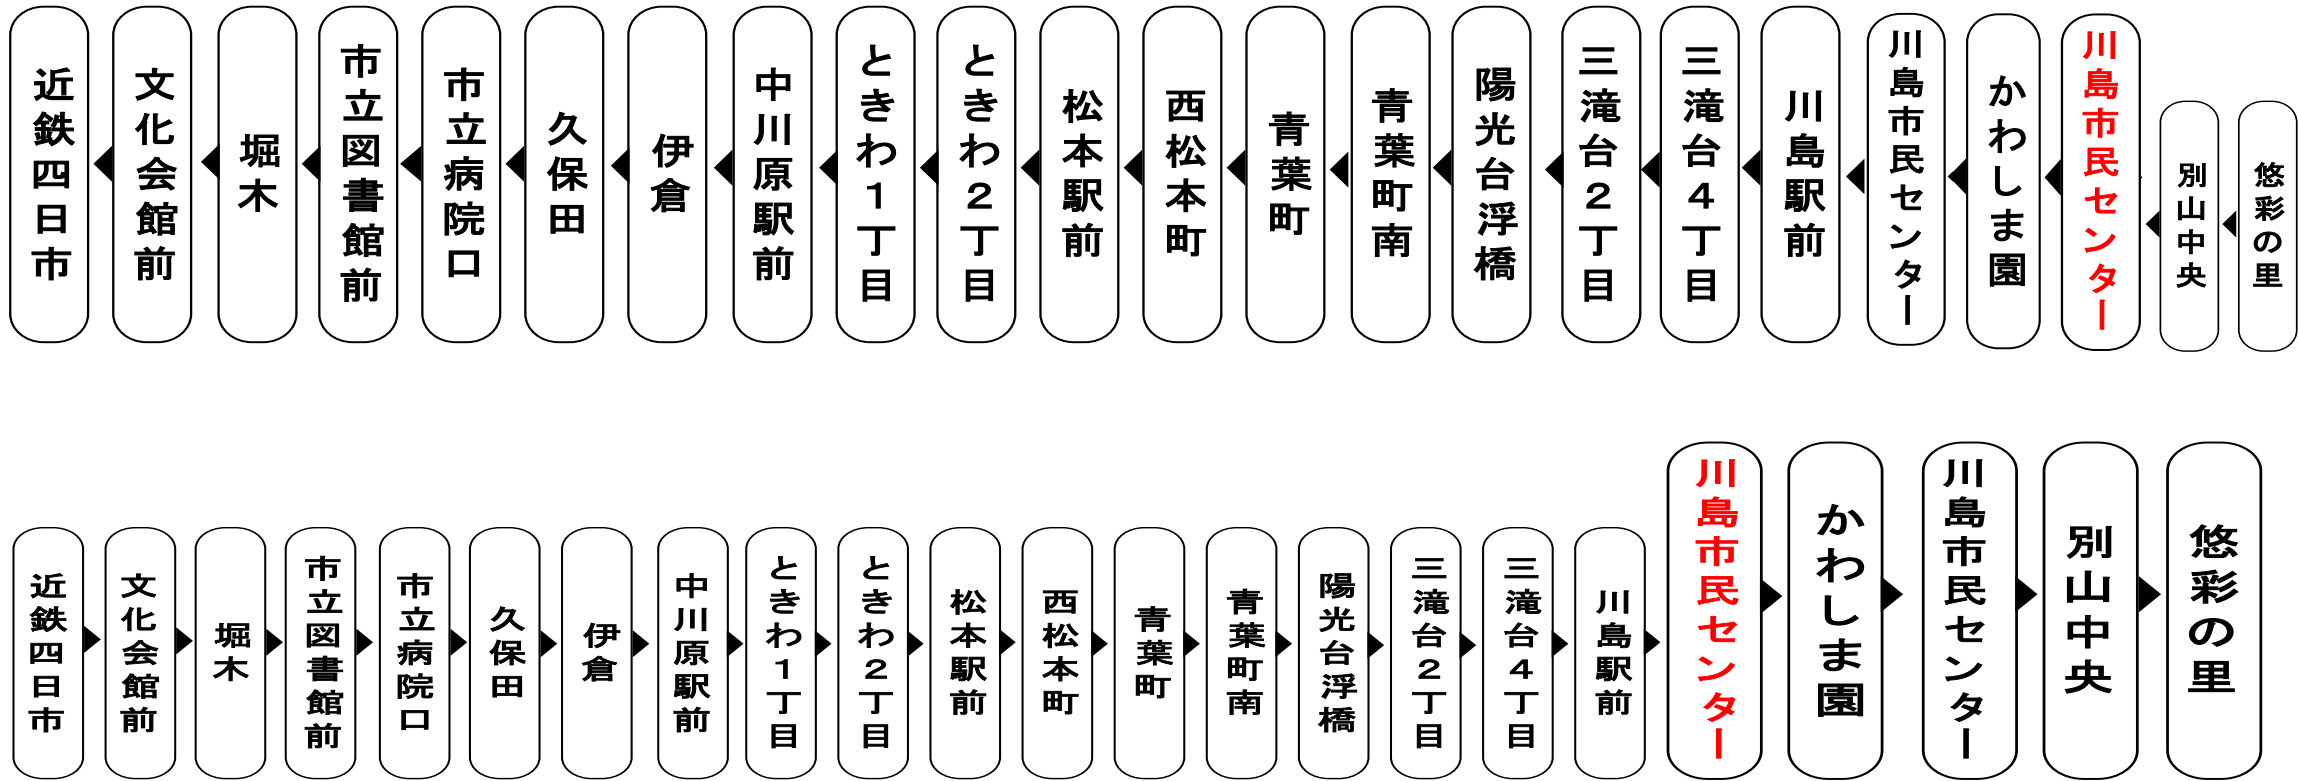 近鉄四日市
文化会館前
堀木
市立図書館前
市立病院口
久保田
伊倉
中川原駅前
ときわ1丁目
ときわ2丁目
松本駅前
西松本町
青葉町
青葉町南
陽光台浮橋
三滝台2丁目
三滝台4丁目
川島駅前
川島市民センター
かわしま園
川島市民センター
別山中央
悠彩の里
近鉄四日市
文化会館前
堀木
市立図書館前
市立病院口
久保田
伊倉
中川原駅前
ときわ1丁目
ときわ2丁目
松本駅前
西松本町
青葉町
青葉町南
陽光台浮橋
三滝台2丁目
三滝台4丁目
川島駅前
川島市民センター
かわしま園
川島市民センター
別山中央
悠彩の里